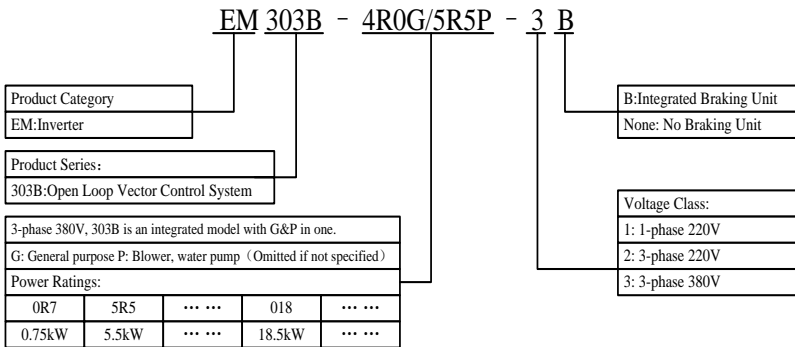 EM 303B - 4R0G/5R5P - 3 B
Product Category
EM:Inverter
Product Series：
303B:Open Loop Vector Control System
3-phase 380V, 303B is an integrated model with G&P in one.
G: General purpose P: Blower, water pump（Omitted if not specified）
Power Ratings:
0R7 5R5 ⋯ ⋯ 018 ⋯ ⋯
0.75kW 5.5kW ⋯ ⋯ 18.5kW ⋯ ⋯
B:Integrated Braking Unit
None: No Braking Unit
Voltage Class:
1: 1-phase 220V
2: 3-phase 220V
3: 3-phase 380V